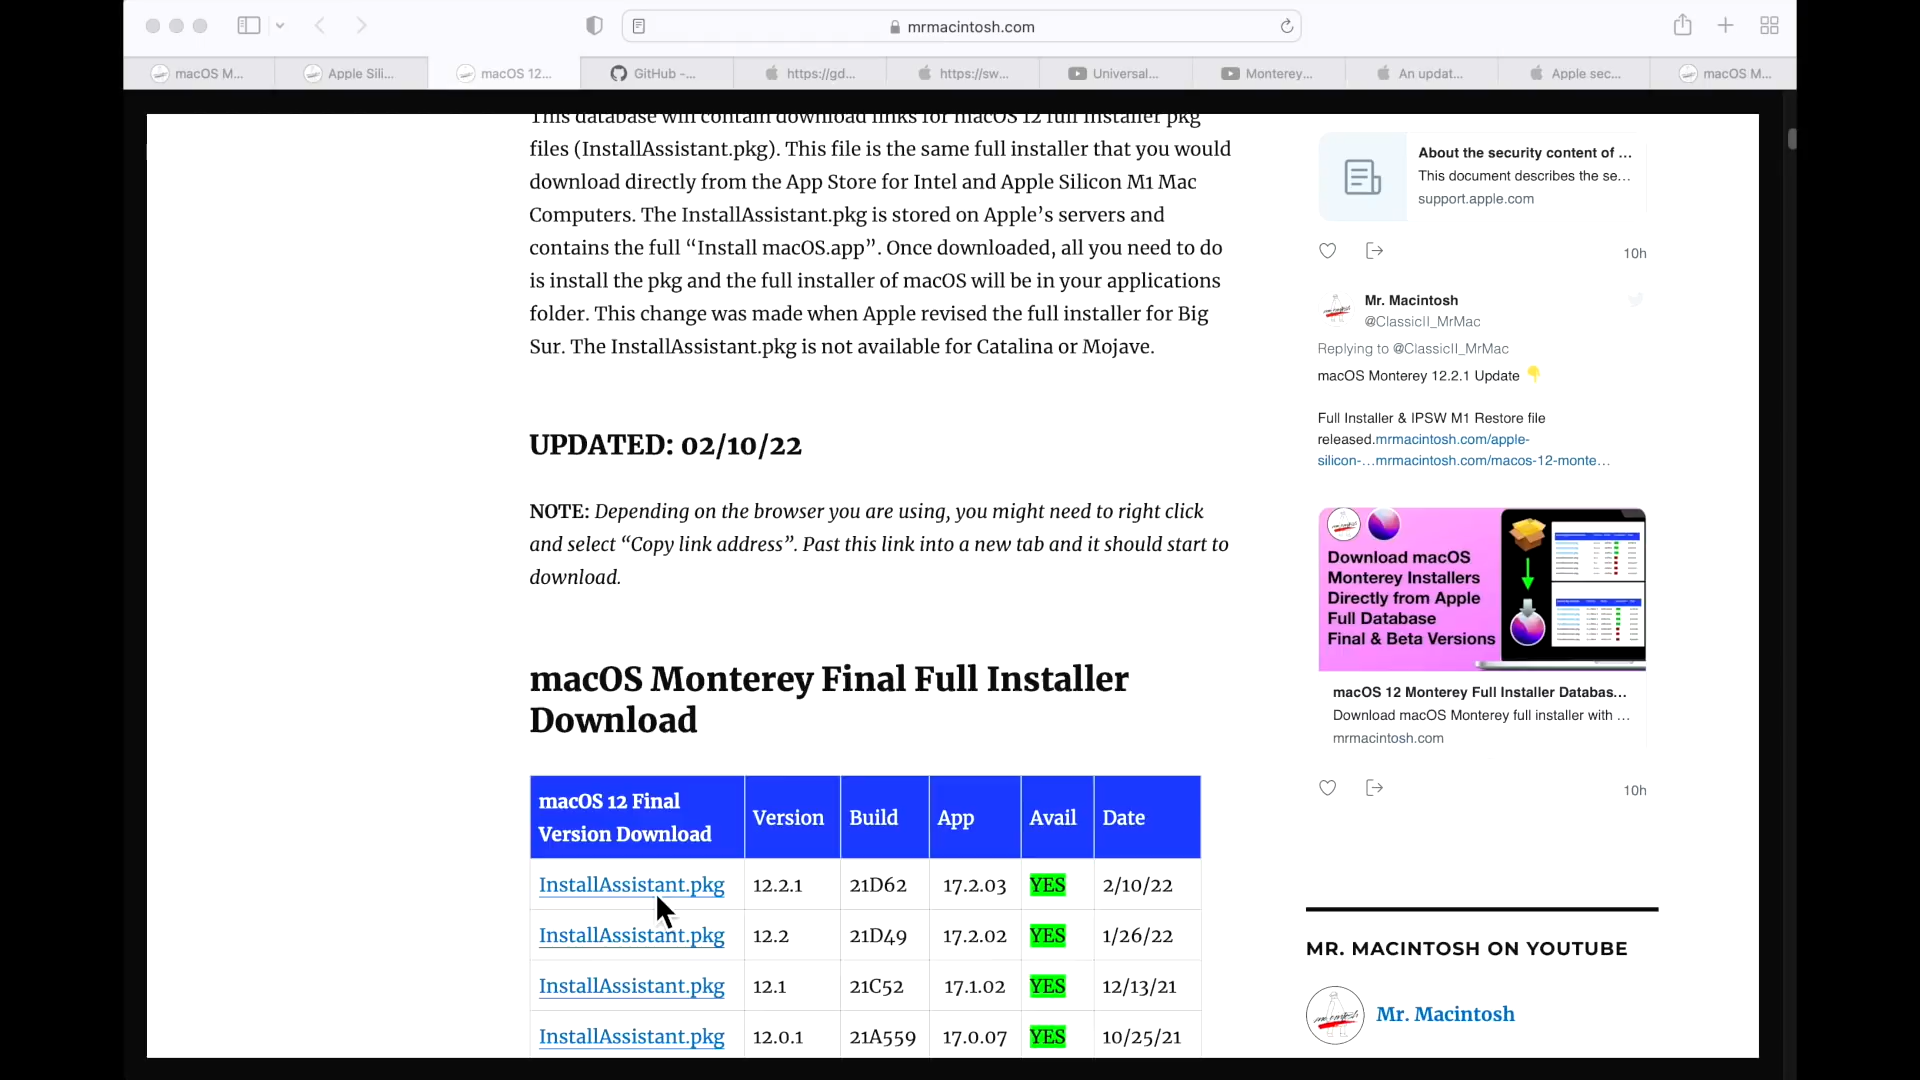 mrmacintosh.com
macOS M...
Apple Sili...
macOS 12...
GitHub -...
https://gd...
https://sw...
Universal...
Monterey...
An updat...
Apple sec...
macOS M...
This database will contain download links for macOS 12 full installer pkg
files (InstallAssistant.pkg). This file is the same full installer that you would
download directly from the App Store for Intel and Apple Silicon M1 Mac
Computers. The InstallAssistant.pkg is stored on Apple’s servers and
contains the full “Install macOS.app”. Once downloaded, all you need to do
is install the pkg and the full installer of macOS will be in your applications
folder. This change was made when Apple revised the full installer for Big
Sur. The InstallAssistant.pkg is not available for Catalina or Mojave.
UPDATED: 02/10/22
NOTE: Depending on the browser you are using, you might need to right click
and select “Copy link address”. Past this link into a new tab and it should start to
download.
macOS Monterey Final Full Installer
Download
macOS 12 Final
Version Download
Version
Build
App
Avail
Date
InstallAssistant.pkg 12.2.1 21D62 17.2.03 YES 2/10/22
InstallAssistant.pkg 12.2 21D49 17.2.02 YES 1/26/22
InstallAssistant.pkg 12.1 21C52 17.1.02 YES 12/13/21
InstallAssistant.pkg 12.0.1 21A559 17.0.07 YES 10/25/21
About the security content of ...
This document describes the se...
support.apple.com
10h
Mr. Macintosh
@ClassicII_MrMac
Replying to @ClassicII_MrMac
macOS Monterey 12.2.1 Update 👇
Full Installer & IPSW M1 Restore file
released.mrmacintosh.com/apple-
silicon-…mrmacintosh.com/macos-12-monte…
Download macOS
Monterey Installers
Directly from Apple
Full Database
Final & Beta Versions
macOS 12 Monterey Full Installer Databas...
Download macOS Monterey full installer with ...
mrmacintosh.com
10h
MR. MACINTOSH ON YOUTUBE
Mr. Macintosh